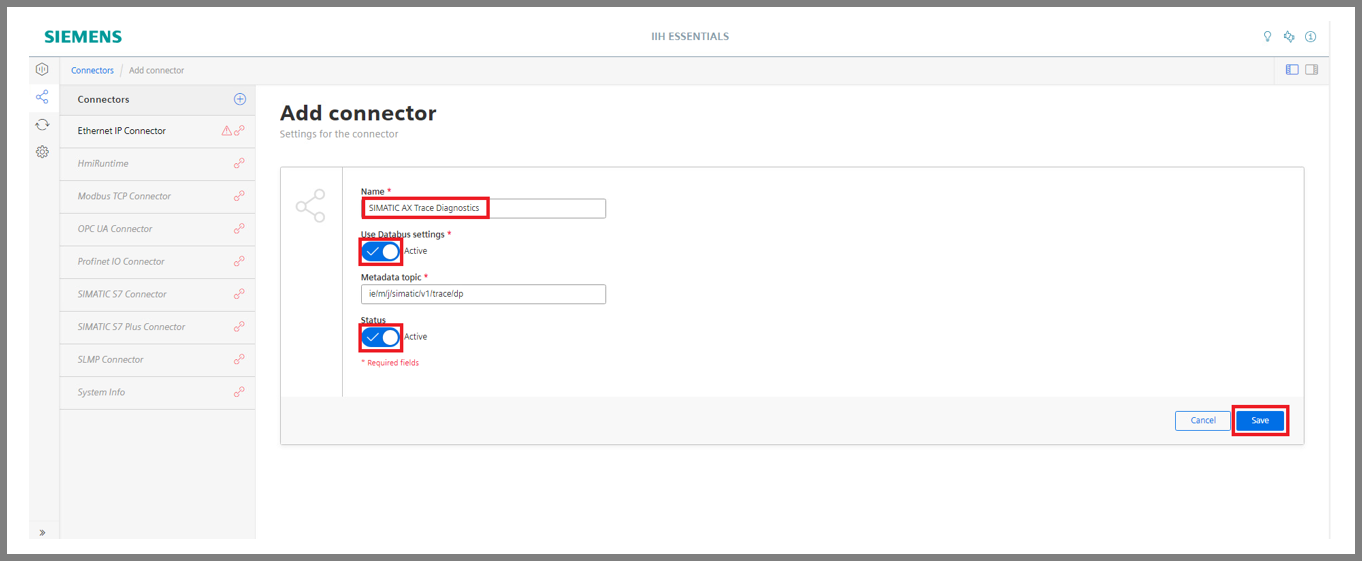 SIEMENS
IIH ESSENTIALS
Connectors / Add connector
Connectors
Ethernet IP Connector
HmiRuntime
Modbus TCP Connector
OPC UA Connector
Profinet IO Connector
SIMATIC S7 Connector
SIMATIC S7 Plus Connector
SLMP Connector
System Info
Add connector
Settings for the connector
Name *
SIMATIC AX Trace Diagnostics
Use Databus settings *
Active
Metadata topic *
ie/m/j/simatic/v1/trace/dp
Status
Active
* Required fields
Cancel
Save